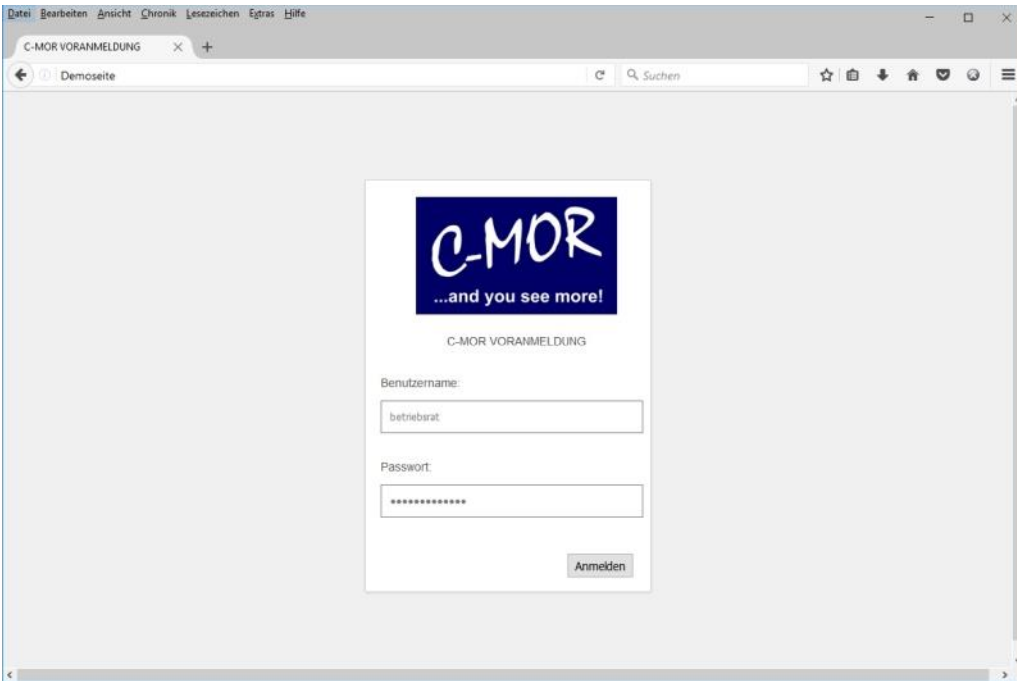 Datei Bearbeiten Ansicht Chronik Lesezeichen Extras Hilfe
C-MOR VORANMELDUNG
Demoseite
Suchen
C-MOR
...and you see more!
C-MOR VORANMELDUNG
Benutzername:
betriebsrat
Passwort:
•••••••••••••
Anmelden